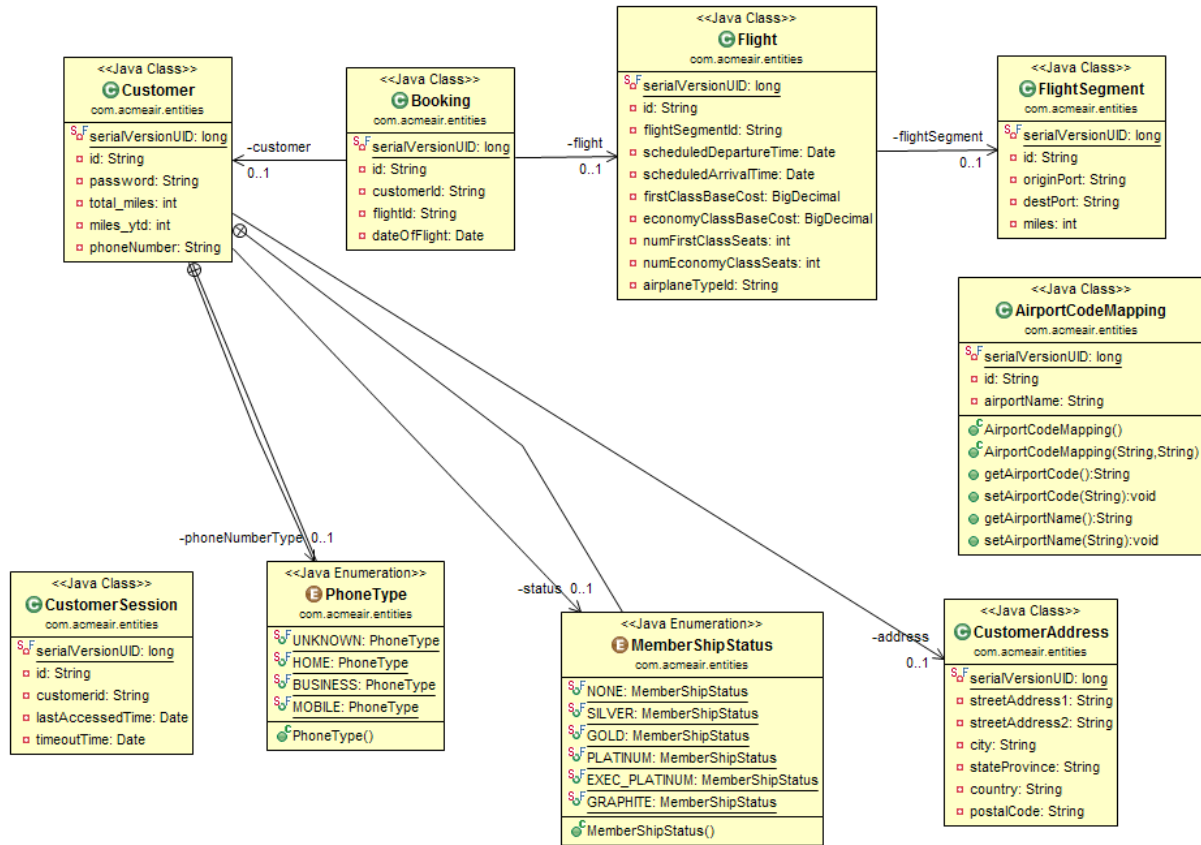 <<Java Class>>
Customer
com.acmeair.entities
serialVersionUID: long
id: String
password: String
total_miles: int
miles_ytd: int
phoneNumber: String
-customer
0..1
<<Java Class>>
Booking
com.acmeair.entities
serialVersionUID: long
id: String
customerId: String
flightId: String
dateOfFlight: Date
-flight
0..1
<<Java Class>>
Flight
com.acmeair.entities
serialVersionUID: long
id: String
flightSegmentId: String
scheduledDepartureTime: Date
scheduledArrivalTime: Date
firstClassBaseCost: BigDecimal
economyClassBaseCost: BigDecimal
numFirstClassSeats: int
numEconomyClassSeats: int
airplaneTypeId: String
-flightSegment
0..1
<<Java Class>>
FlightSegment
com.acmeair.entities
serialVersionUID: long
id: String
originPort: String
destPort: String
miles: int
<<Java Class>>
AirportCodeMapping
com.acmeair.entities
serialVersionUID: long
id: String
airportName: String
AirportCodeMapping()
AirportCodeMapping(String,String)
getAirportCode():String
setAirportCode(String):void
getAirportName():String
setAirportName(String):void
<<Java Class>>
CustomerSession
com.acmeair.entities
serialVersionUID: long
id: String
customerid: String
lastAccessedTime: Date
timeoutTime: Date
-phoneNumberType 0..1
<<Java Enumeration>>
PhoneType
com.acmeair.entities
UNKNOWN: PhoneType
HOME: PhoneType
BUSINESS: PhoneType
MOBILE: PhoneType
PhoneType()
-status 0..1
<<Java Enumeration>>
MemberShipStatus
com.acmeair.entities
NONE: MemberShipStatus
SILVER: MemberShipStatus
GOLD: MemberShipStatus
PLATINUM: MemberShipStatus
EXEC_PLATINUM: MemberShipStatus
GRAPHITE: MemberShipStatus
MemberShipStatus()
-address
0..1
<<Java Class>>
CustomerAddress
com.acmeair.entities
serialVersionUID: long
streetAddress1: String
streetAddress2: String
city: String
stateProvince: String
country: String
postalCode: String